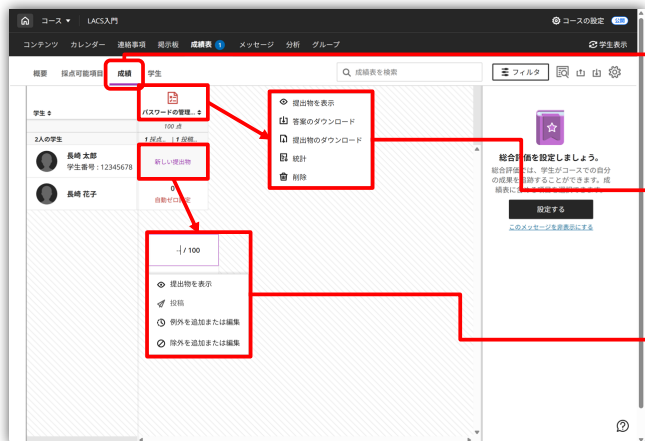 コース ▼ LACS入門 コースの設定 公開
コンテンツ カレンダー 連絡事項 掲示板 成績表 1 メッセージ 分析 グループ 学生表示
概要 採点可能項目 成績 学生 成績表を検索 フィルタ
学生
パスワードの管理...
100 点
2人の学生 1 採点... | 1 投稿...
長崎 太郎
学生番号：12345678
新しい提出物
長崎 花子
0
自動ゼロ設定
提出物を表示
答案のダウンロード
提出物のダウンロード
統計
削除
-- / 100
提出物を表示
投稿
例外を追加または編集
除外を追加または編集
総合評価を設定しましょう。
総合評価では、学生がコースでの自分
の成果を追跡することができます。成
設定する
このメッセージを非表示にする